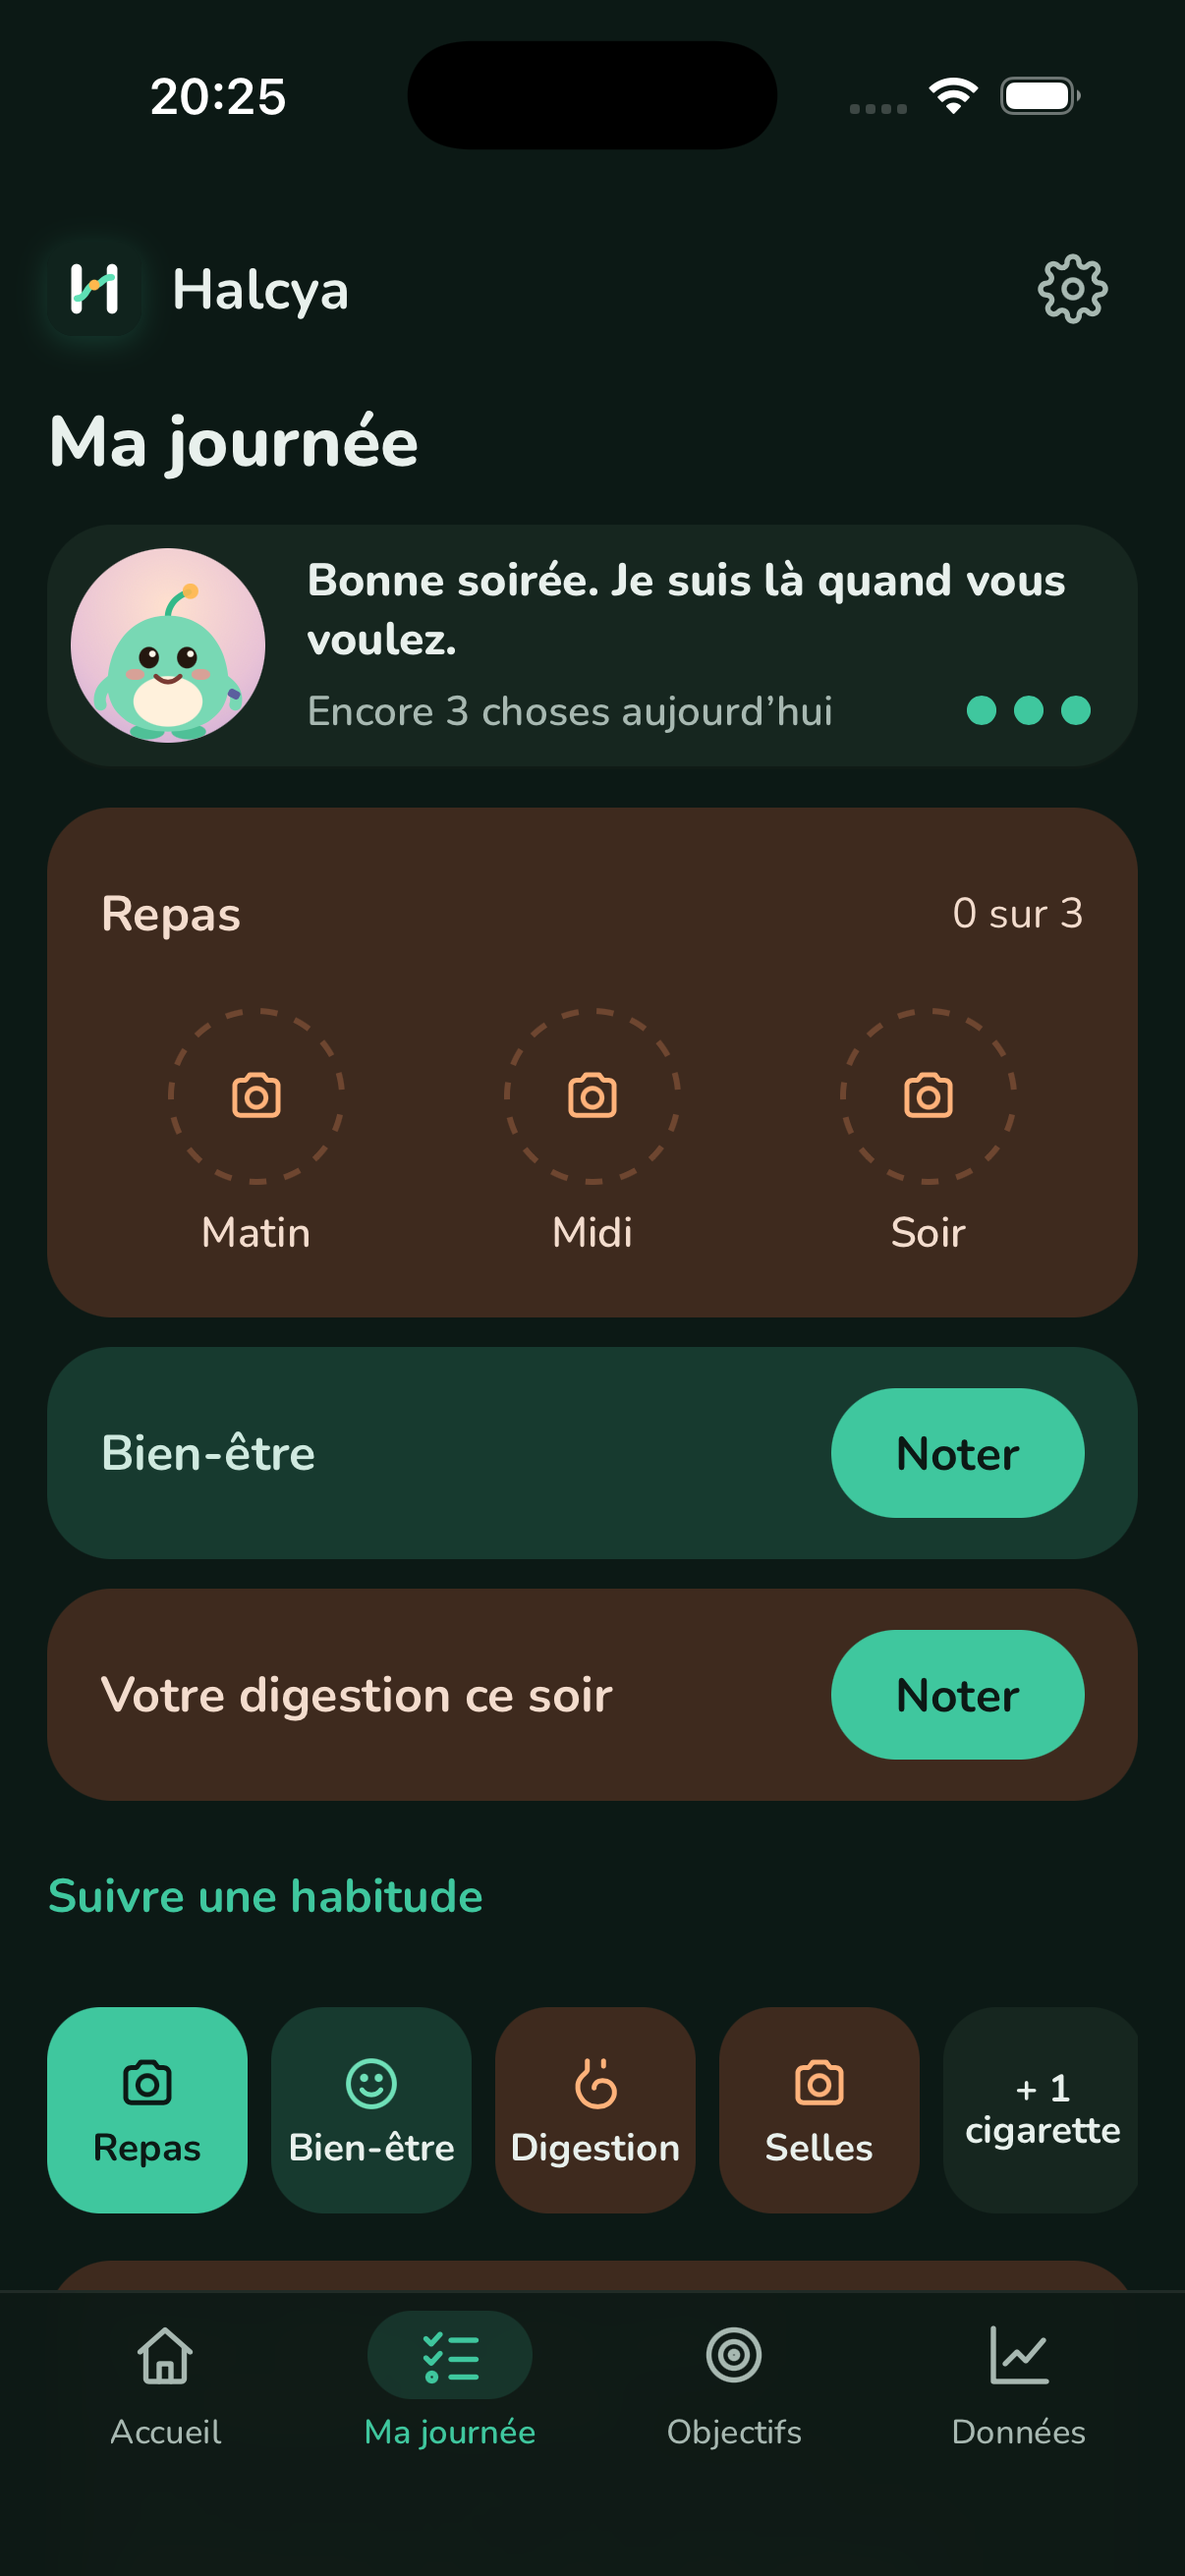 20:25
Halcya
Ma journée
Bonne soirée. Je suis là quand vous
voulez.
Encore 3 choses aujourd’hui
Repas
0 sur 3
Matin
Midi
Soir
Bien-être
Noter
Votre digestion ce soir
Noter
Suivre une habitude
Repas
Bien-être
Digestion
Selles
+ 1
cigarette
Accueil
Ma journée
Objectifs
Données